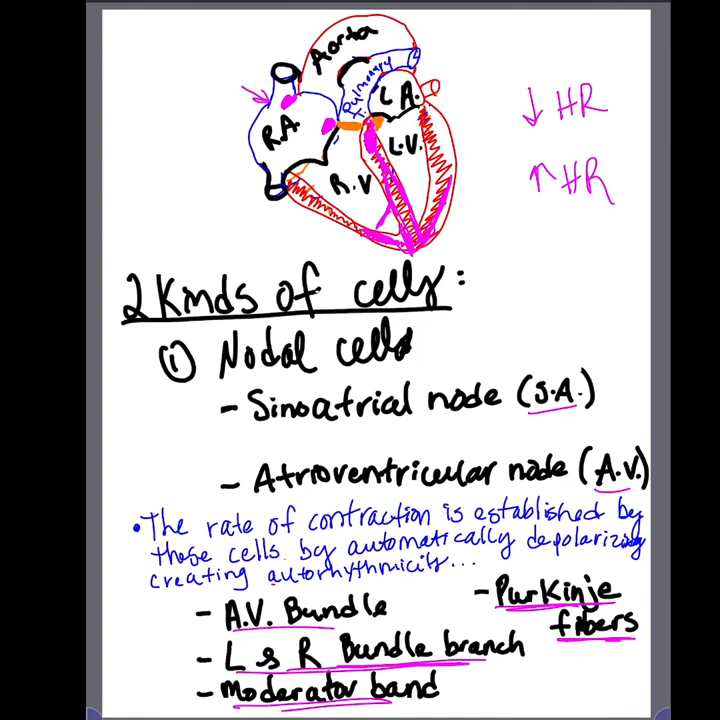 Aorta
Pulmonary
T.
L A.
R.A.
L.V.
R.V
↓ HR
↑ HR
2 Kinds of cells:
① Nodal cells
- Sinoatrial node (S.A.)
- Atrioventricular node (A.V.)
• The rate of contraction is established by
these cells by automatically depolarizing
creating autorhythmicity...
- A.V. Bundle
- L & R Bundle branch
- Moderator band
- Purkinje
fibers